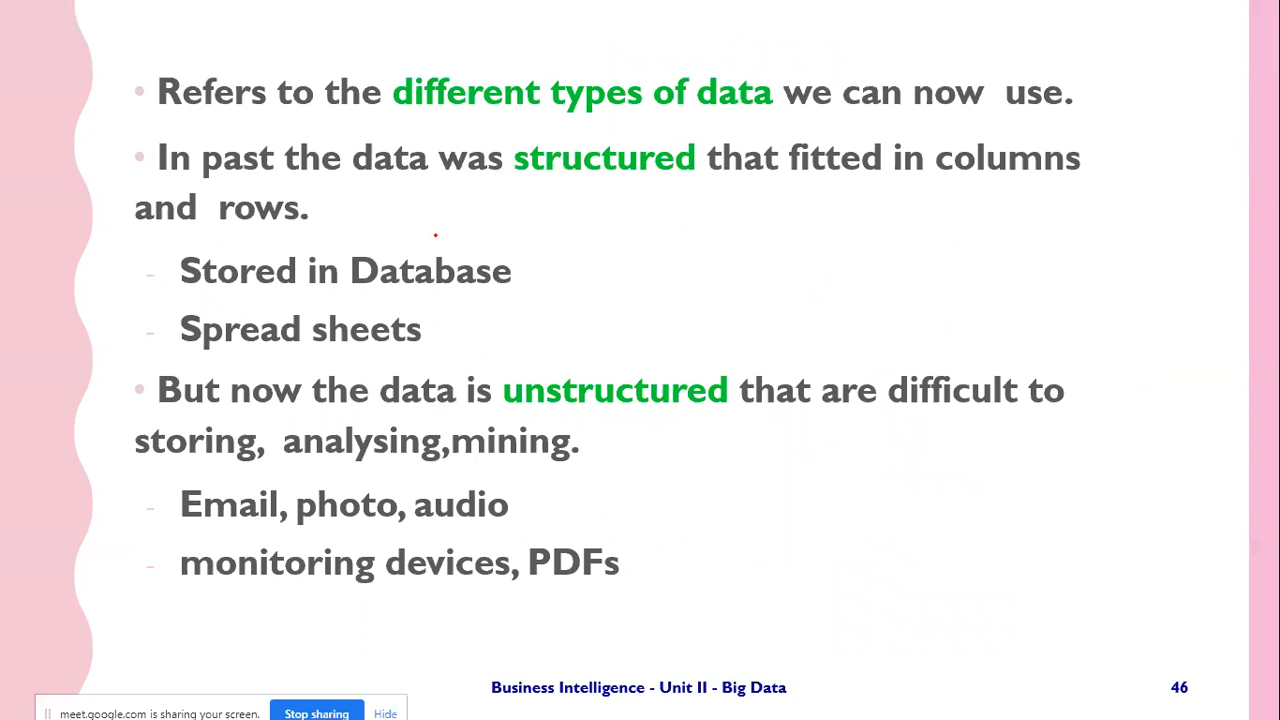 • Refers to the different types of data we can now use.
• In past the data was structured that fitted in columns
and rows.
- Stored in Database
- Spread sheets
• But now the data is unstructured that are difficult to
storing, analysing,mining.
- Email, photo, audio
- monitoring devices, PDFs
Business Intelligence - Unit II - Big Data 46
meet.google.com is sharing your screen. Stop sharing Hide